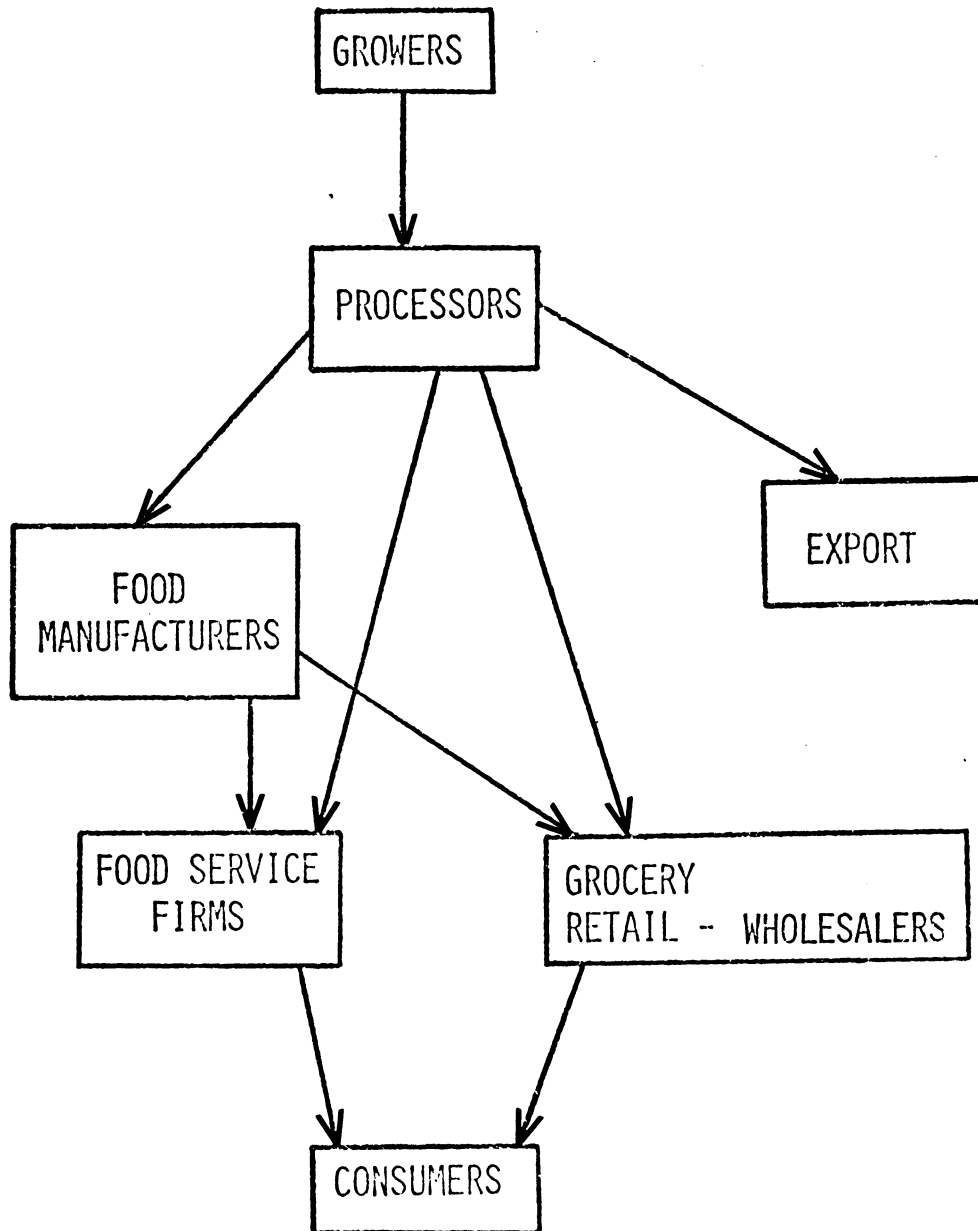 GROWERS
PROCESSORS
EXPORT
FOOD
MANUFACTURERS
FOOD SERVICE
FIRMS
GROCERY
RETAIL - WHOLESALERS
CONSUMERS